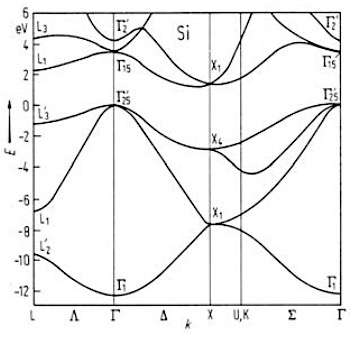 6
eV
4
2
0
-2
-4
-6
-8
-10
-12
E
Si
L3
L1
L3'
L1
L2'
Γ2'
Γ15
Γ25'
Γ1
X1
X4
X1
Γ2'
Γ15
Γ25'
Γ1
L Λ Γ Δ X U,K Σ Γ
k